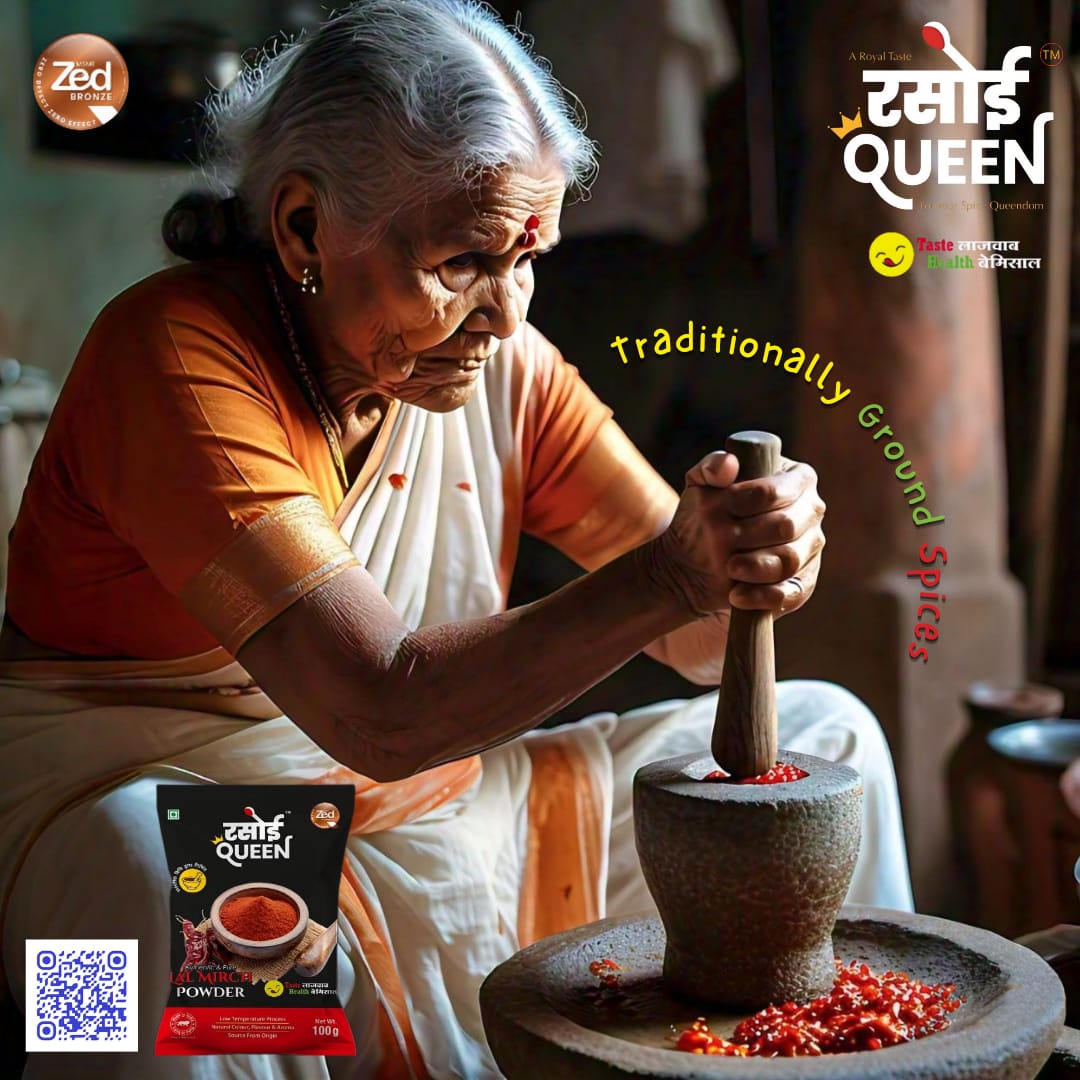 MSME
Zed
BRONZE
ZERO DEFECT ZERO EFFECT
A Royal Taste
TM
रसोई
QUEEN
Queendom
Taste लाजवाब
Health बेमिसाल
Traditionally Ground Spices
Zed
रसोई
QUEEN
Authentic & Pure
LAL MIRCH
POWDER
Taste लाजवाब
Health बेमिसाल
Low Temperature Process
Natural Colour, Flavour & Aroma
Source From Origin
Net Wt.
100g